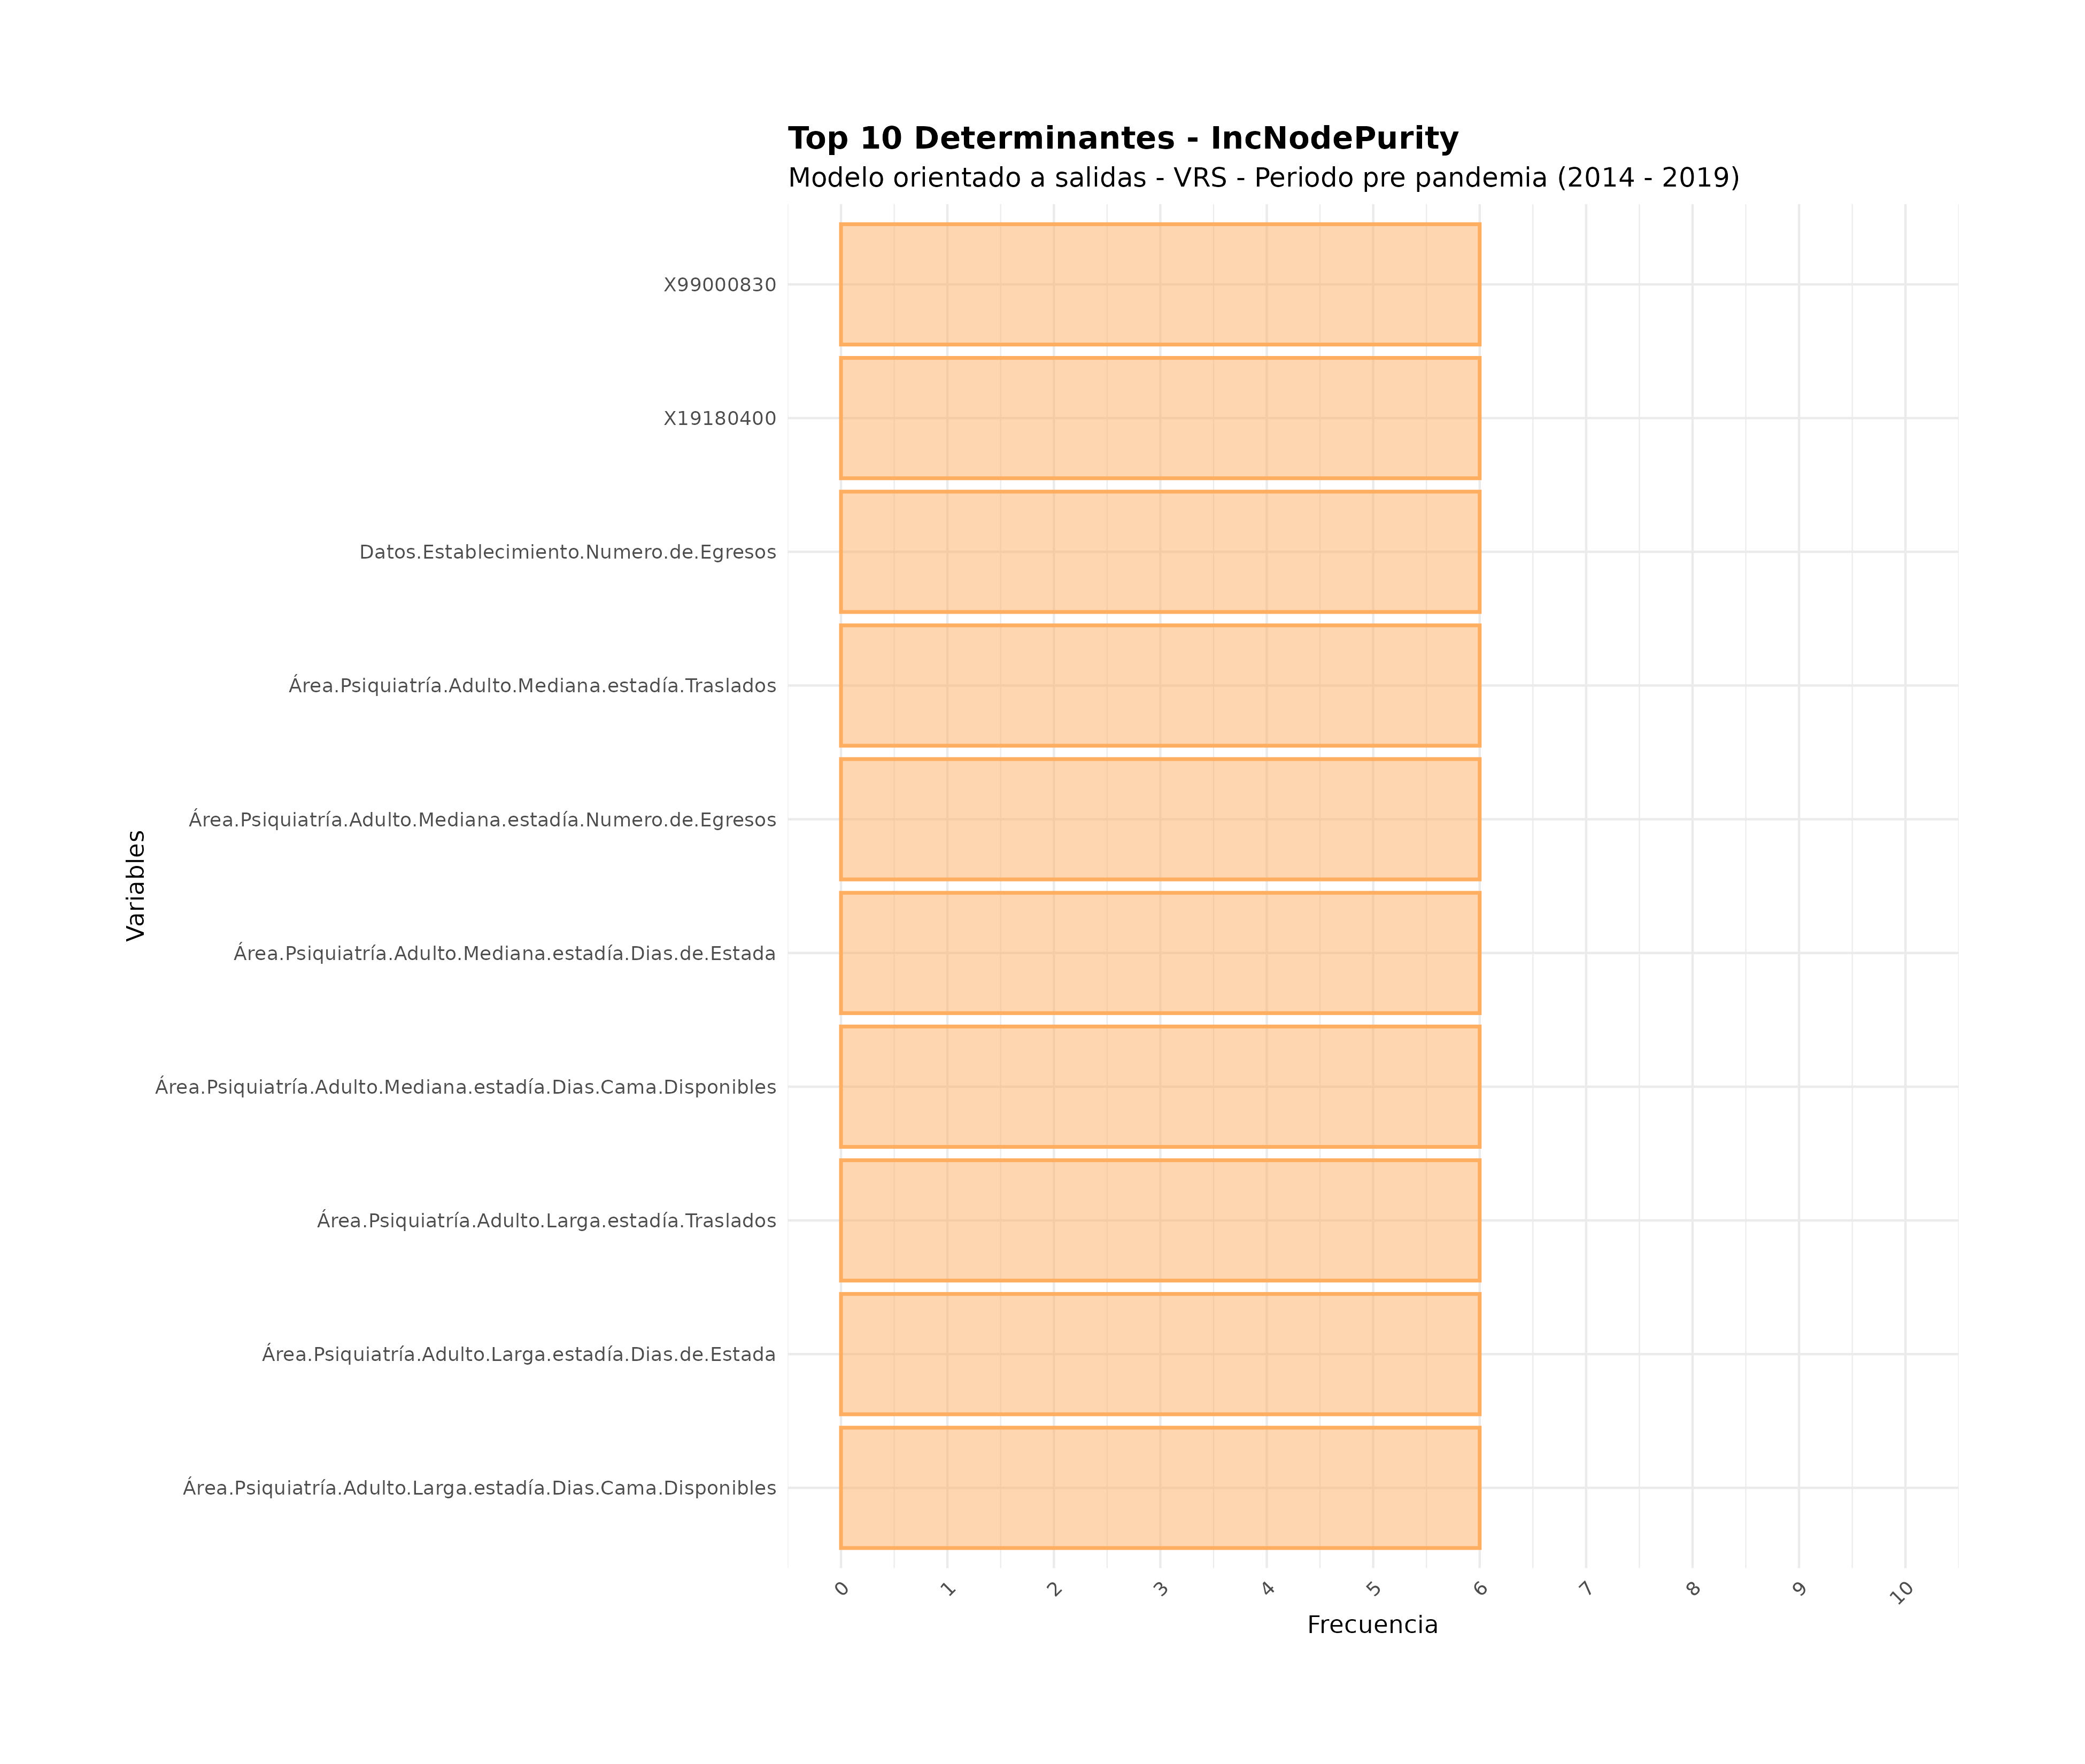 Top 10 Determinantes - IncNodePurity
Modelo orientado a salidas - VRS - Periodo pre pandemia (2014 - 2019)
Variables
X99000830
X19180400
Datos.Establecimiento.Numero.de.Egresos
Área.Psiquiatría.Adulto.Mediana.estadía.Traslados
Área.Psiquiatría.Adulto.Mediana.estadía.Numero.de.Egresos
Área.Psiquiatría.Adulto.Mediana.estadía.Dias.de.Estada
Área.Psiquiatría.Adulto.Mediana.estadía.Dias.Cama.Disponibles
Área.Psiquiatría.Adulto.Larga.estadía.Traslados
Área.Psiquiatría.Adulto.Larga.estadía.Dias.de.Estada
Área.Psiquiatría.Adulto.Larga.estadía.Dias.Cama.Disponibles
0 1 2 3 4 5 6 7 8 9 10
Frecuencia